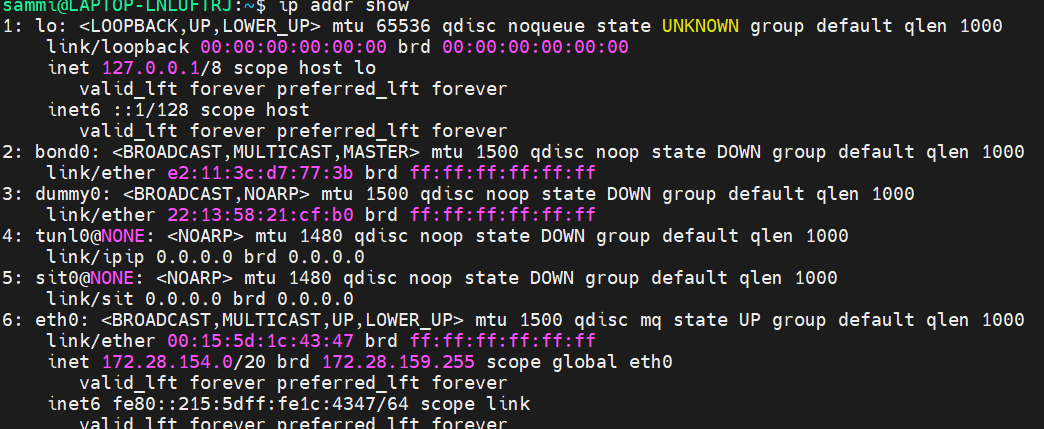 sammi@LAPTOP-LNLUFTRJ:~$ ip addr show
1: lo: <LOOPBACK,UP,LOWER_UP> mtu 65536 qdisc noqueue state UNKNOWN group default qlen 1000
link/loopback 00:00:00:00:00:00 brd 00:00:00:00:00:00
inet 127.0.0.1/8 scope host lo
valid_lft forever preferred_lft forever
inet6 ::1/128 scope host
valid_lft forever preferred_lft forever
2: bond0: <BROADCAST,MULTICAST,MASTER> mtu 1500 qdisc noop state DOWN group default qlen 1000
link/ether e2:11:3c:d7:77:3b brd ff:ff:ff:ff:ff:ff
3: dummy0: <BROADCAST,NOARP> mtu 1500 qdisc noop state DOWN group default qlen 1000
link/ether 22:13:58:21:cf:b0 brd ff:ff:ff:ff:ff:ff
4: tunl0@NONE: <NOARP> mtu 1480 qdisc noop state DOWN group default qlen 1000
link/ipip 0.0.0.0 brd 0.0.0.0
5: sit0@NONE: <NOARP> mtu 1480 qdisc noop state DOWN group default qlen 1000
link/sit 0.0.0.0 brd 0.0.0.0
6: eth0: <BROADCAST,MULTICAST,UP,LOWER_UP> mtu 1500 qdisc mq state UP group default qlen 1000
link/ether 00:15:5d:1c:43:47 brd ff:ff:ff:ff:ff:ff
inet 172.28.154.0/20 brd 172.28.159.255 scope global eth0
valid_lft forever preferred_lft forever
inet6 fe80::215:5dff:fe1c:4347/64 scope link
valid_lft forever preferred_lft forever